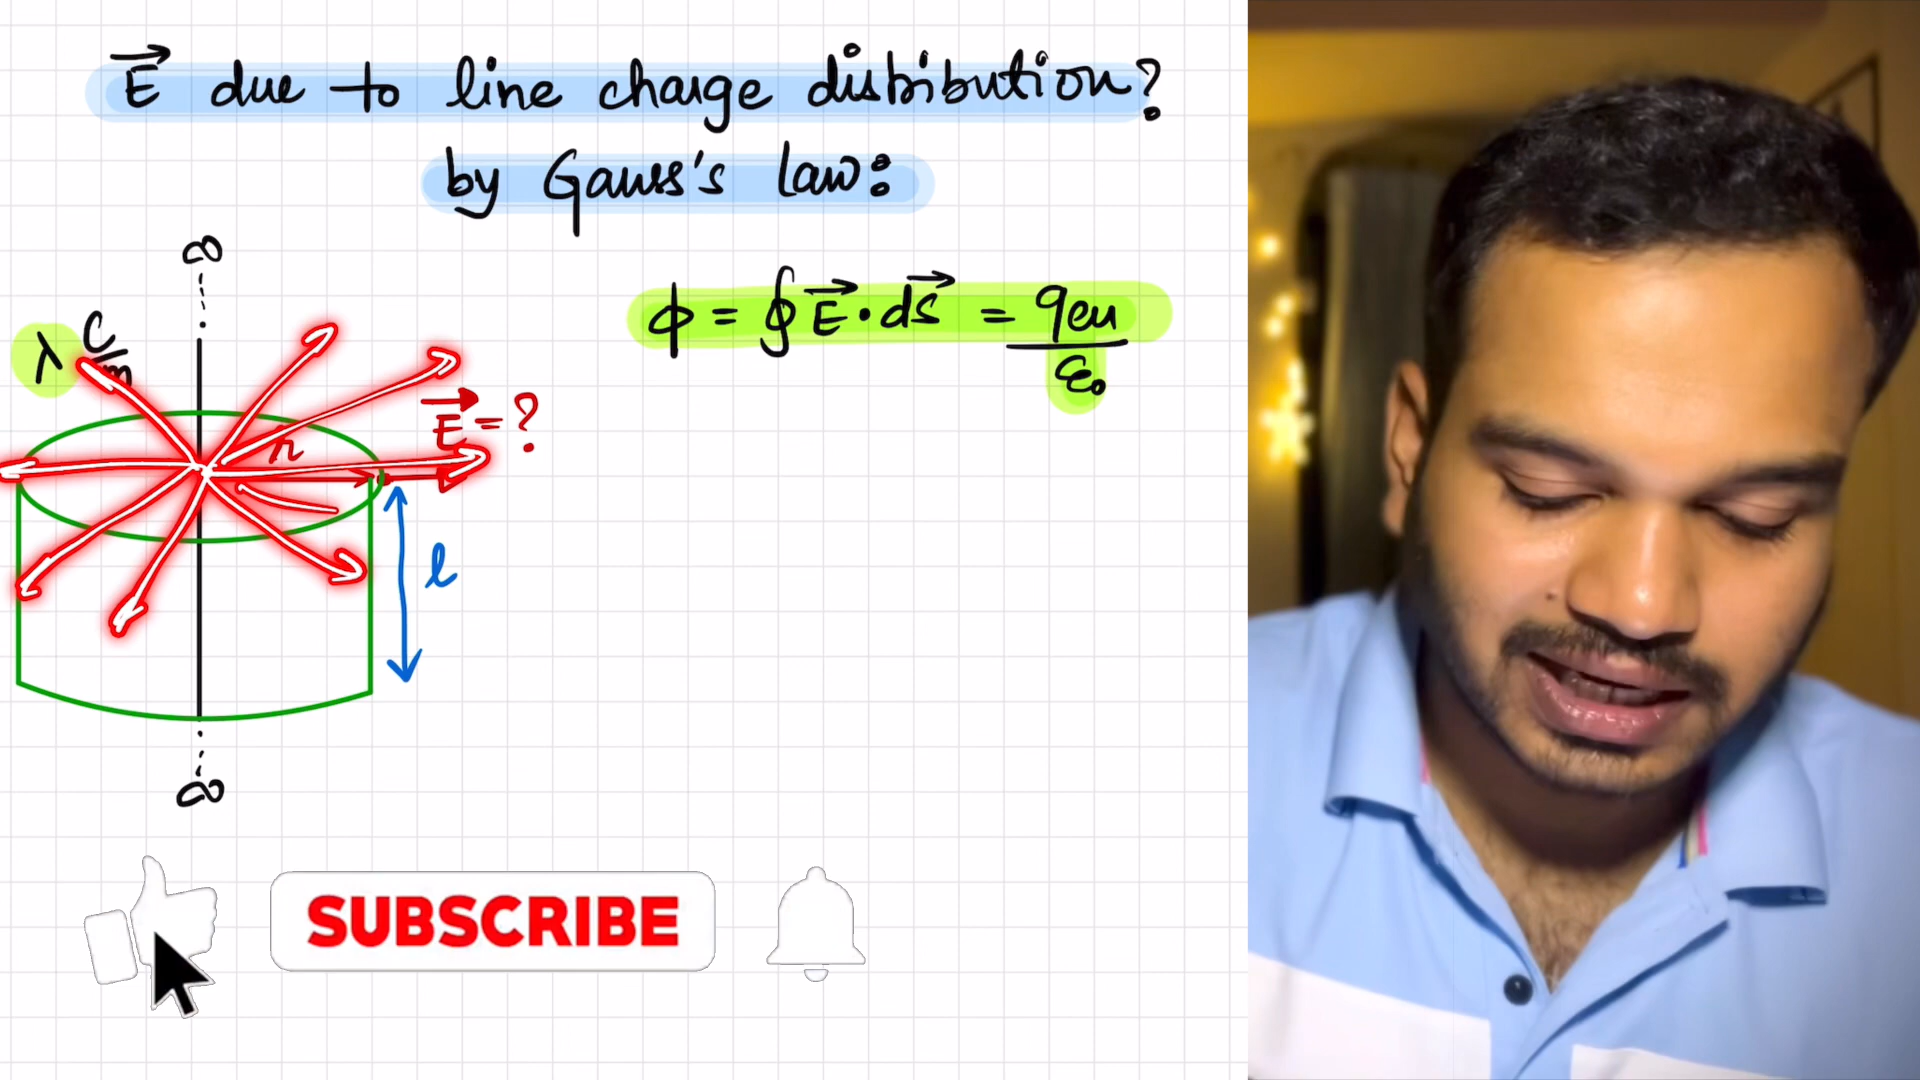 E due to line charge distribution?
by Gauss's law:
∞
λ C/m
ϕ = ∮ E · ds = qen/ε₀
E = ?
r
l
∞
SUBSCRIBE